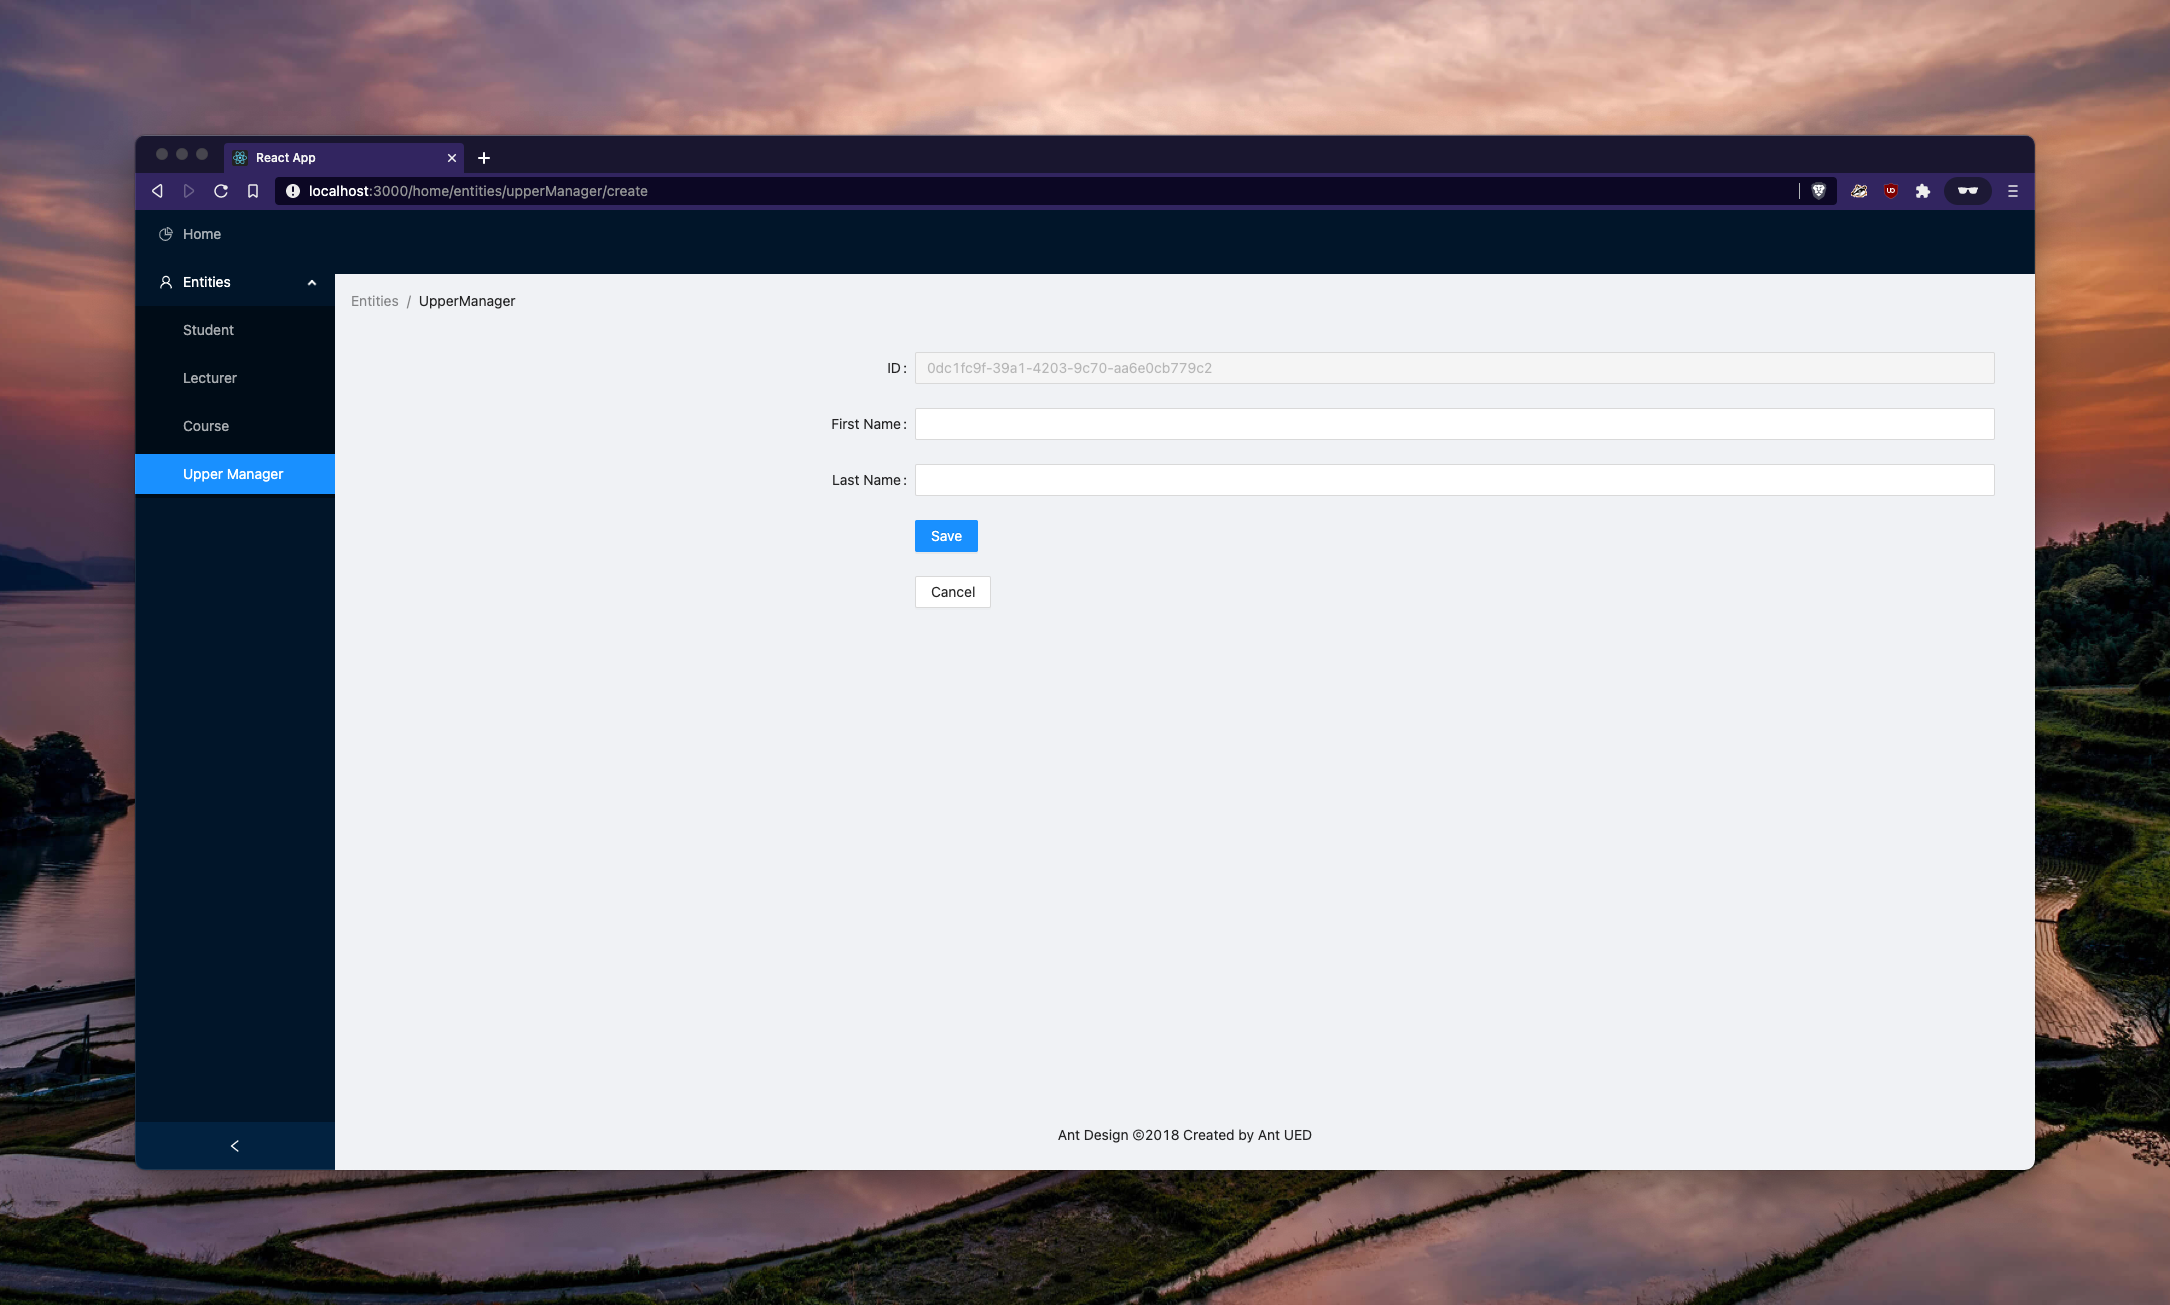 React App
localhost:3000/home/entities/upperManager/create
Home
Entities
Student
Lecturer
Course
Upper Manager
Entities / UpperManager
ID: 0dc1fc9f-39a1-4203-9c70-aa6e0cb779c2
First Name:
Last Name:
Save
Cancel
Ant Design ©2018 Created by Ant UED